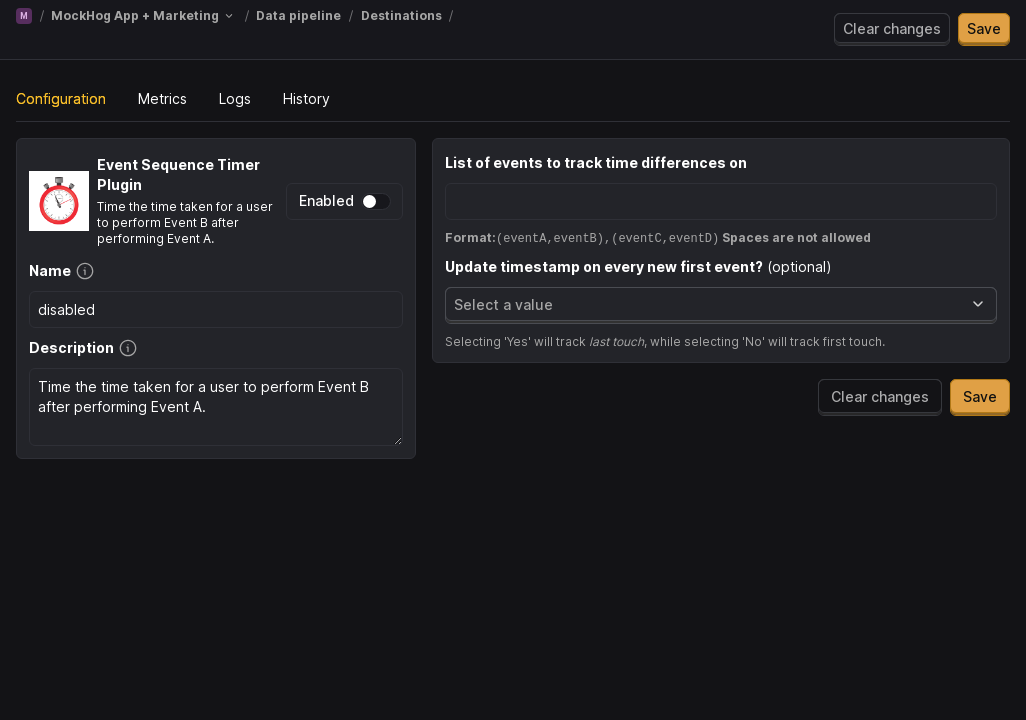 M / MockHog App + Marketing / Data pipeline / Destinations /
Clear changes Save
Configuration Metrics Logs History
Event Sequence Timer
Plugin
Time the time taken for a user
to perform Event B after
performing Event A.
Enabled
Name
disabled
Description
Time the time taken for a user to perform Event B
after performing Event A.
List of events to track time differences on
Format:(eventA,eventB),(eventC,eventD) Spaces are not allowed
Update timestamp on every new first event? (optional)
Select a value
Selecting 'Yes' will track last touch, while selecting 'No' will track first touch.
Clear changes Save